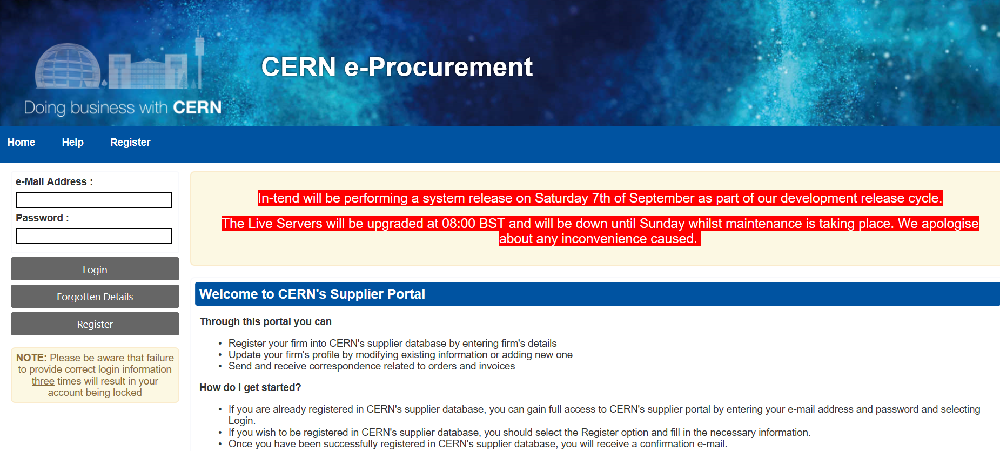 Doing business with CERN
CERN e-Procurement
Home Help Register
e-Mail Address :
Password :
Login
Forgotten Details
Register
NOTE: Please be aware that failure
to provide correct login information
three times will result in your
account being locked
In-tend will be performing a system release on Saturday 7th of September as part of our development release cycle.
The Live Servers will be upgraded at 08:00 BST and will be down until Sunday whilst maintenance is taking place. We apologise
about any inconvenience caused.
Welcome to CERN's Supplier Portal
Through this portal you can
• Register your firm into CERN's supplier database by entering firm's details
• Update your firm's profile by modifying existing information or adding new one
• Send and receive correspondence related to orders and invoices
How do I get started?
• If you are already registered in CERN's supplier database, you can gain full access to CERN's supplier portal by entering your e-mail address and password and selecting
Login.
• If you wish to be registered in CERN's supplier database, you should select the Register option and fill in the necessary information.
• Once you have been successfully registered in CERN's supplier database, you will receive a confirmation e-mail.